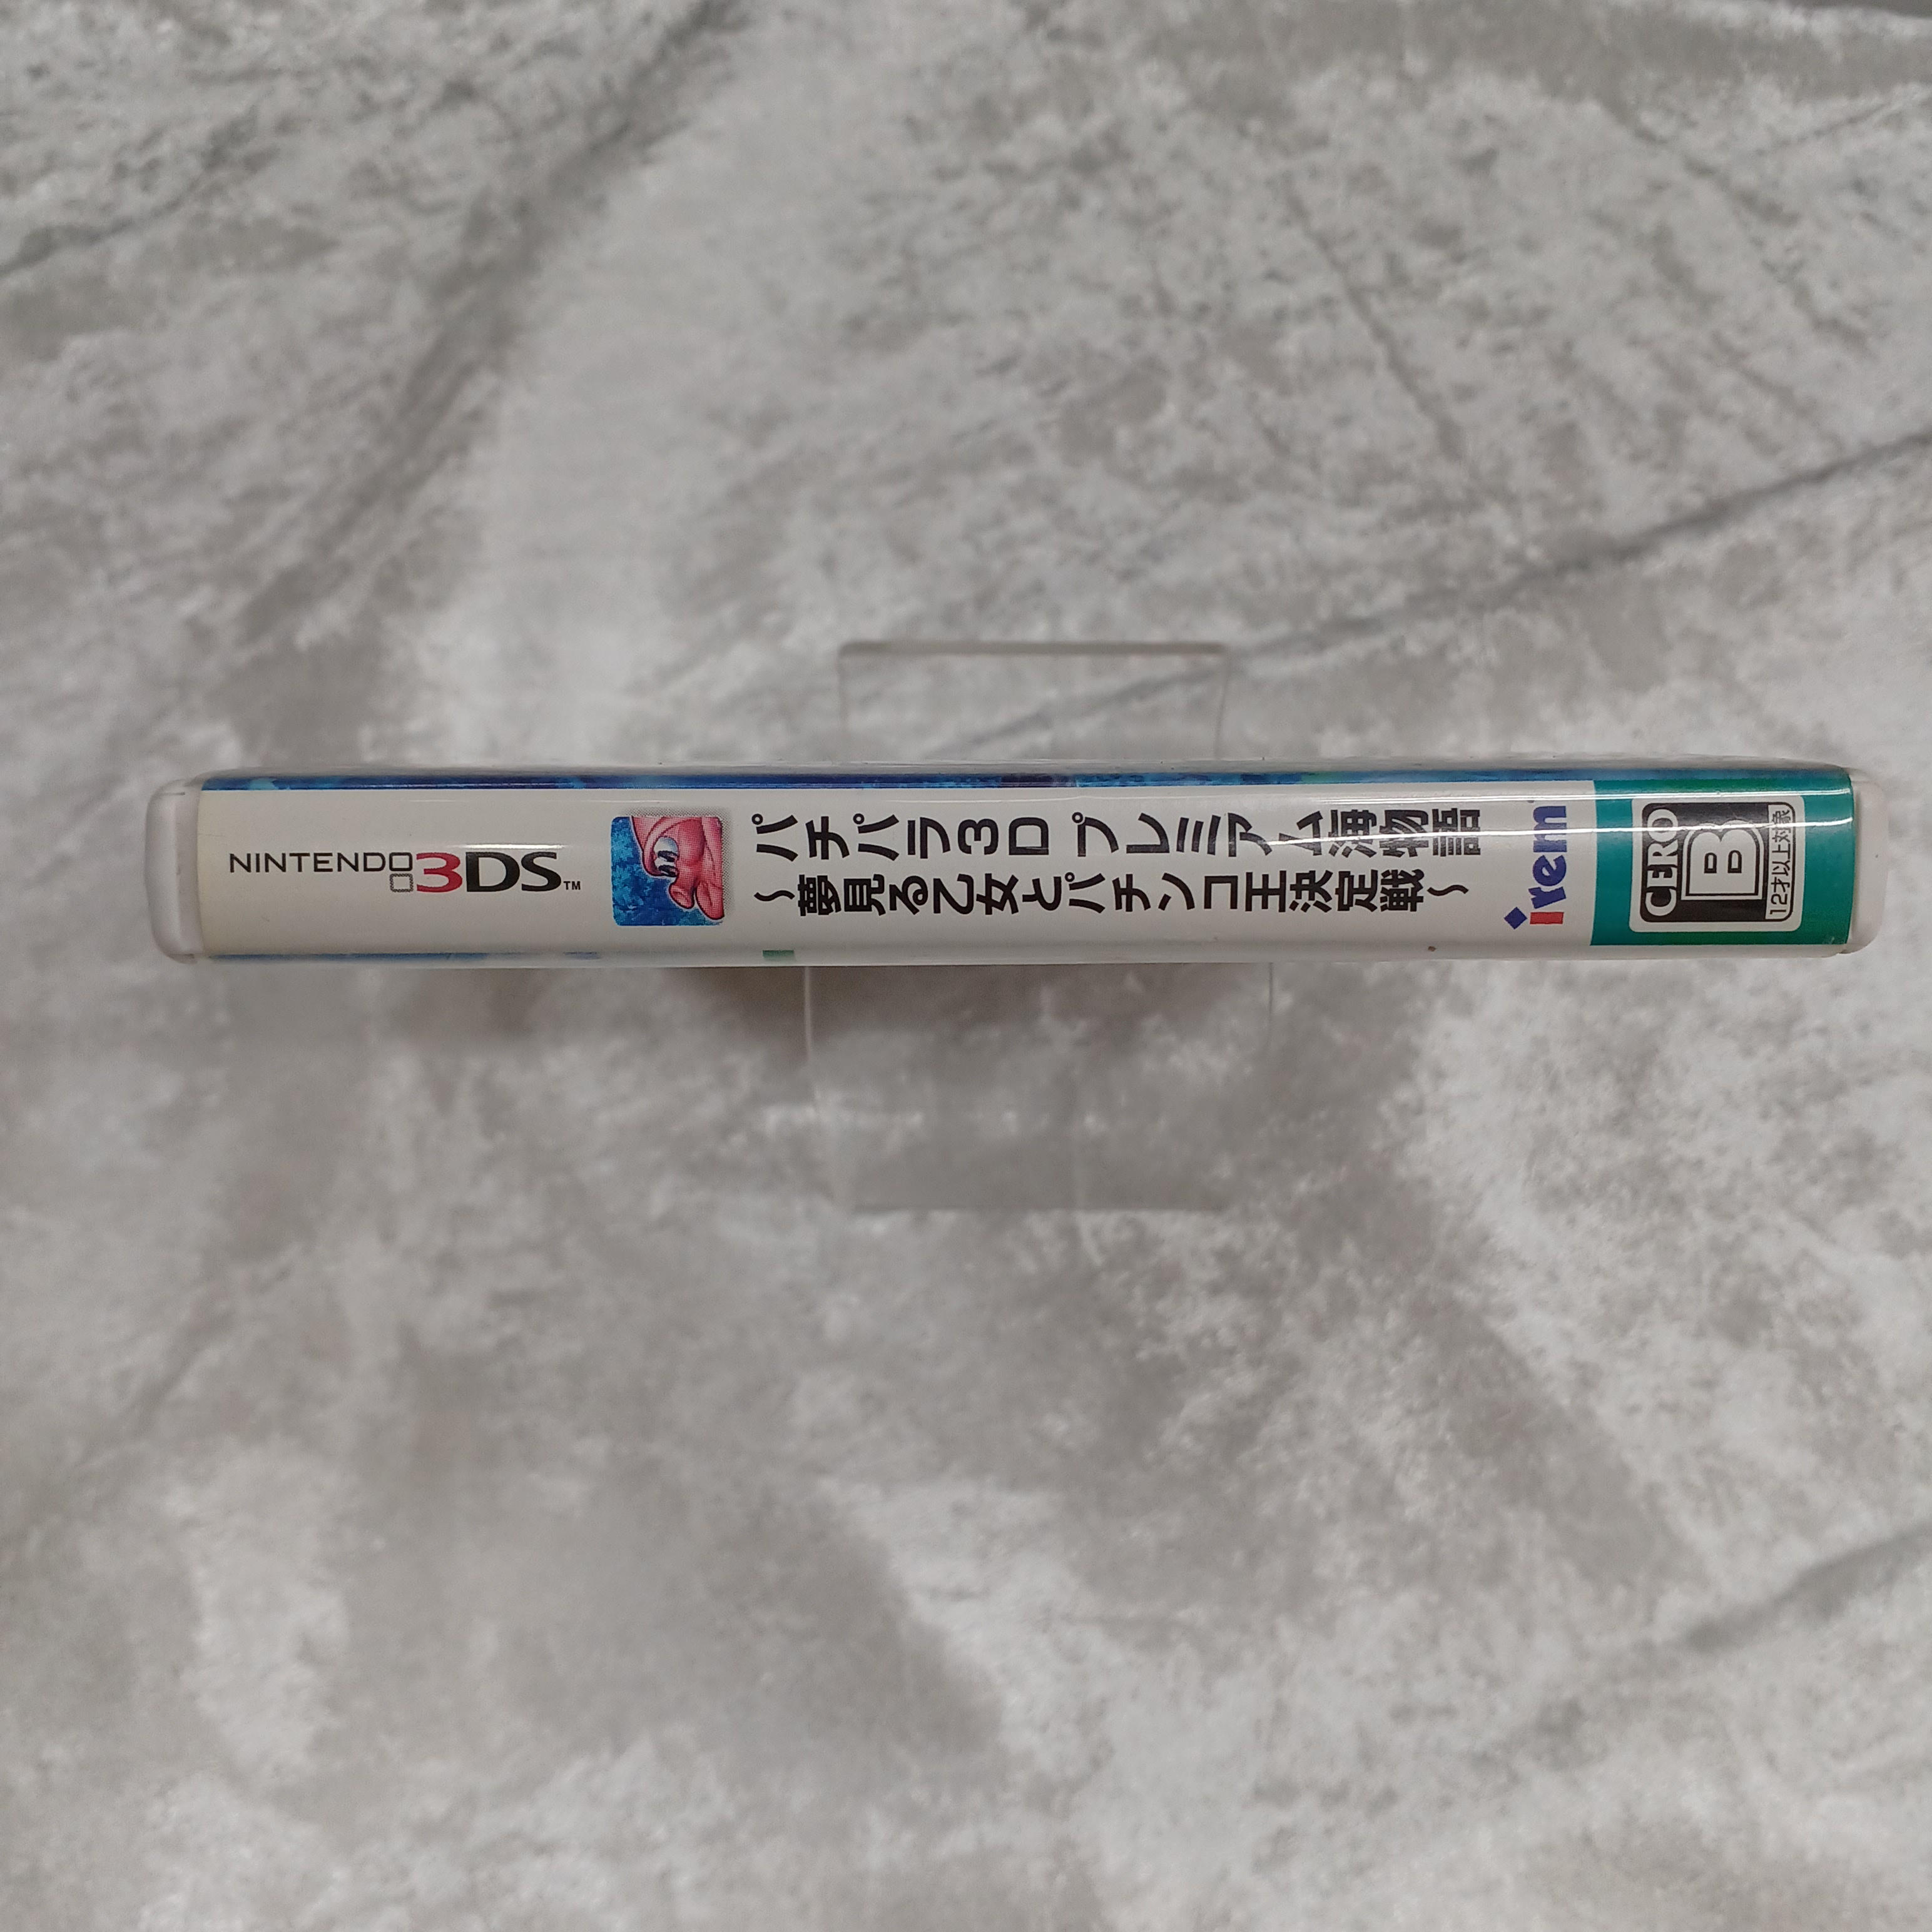 NINTENDO 3DS™
パチパラ3D プレミアム海物語
～夢見る乙女とパチンコ王決定戦～
irem
CERO
B
12才以上対象